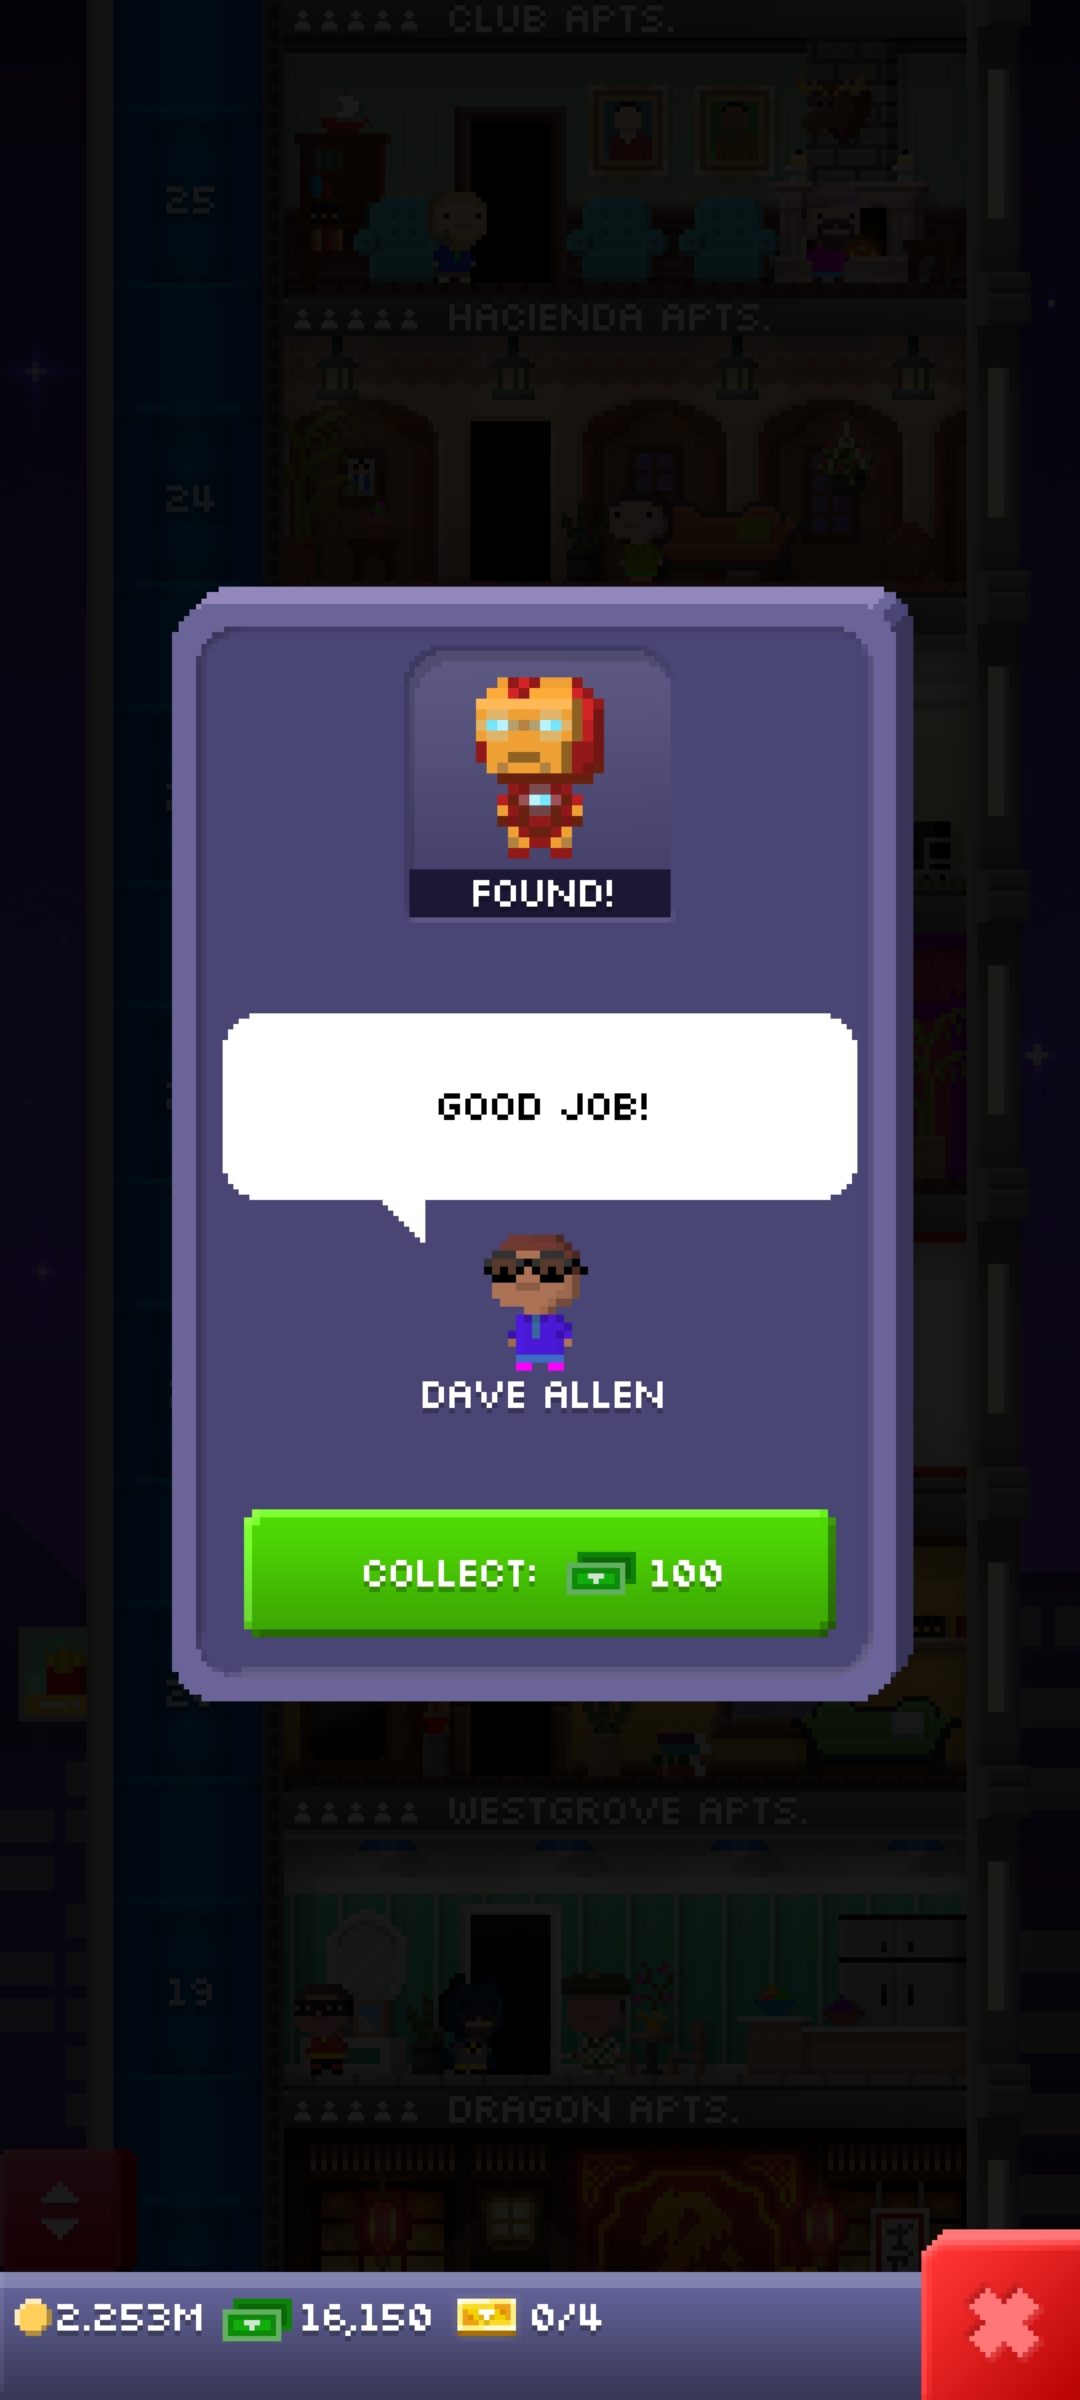 CLUB APTS.
25
HACIENDA APTS.
24
FOUND!
GOOD JOB!
DAVE ALLEN
COLLECT: 100
WESTGROVE APTS.
19
DRAGON APTS.
2.253M 16,150 0/4